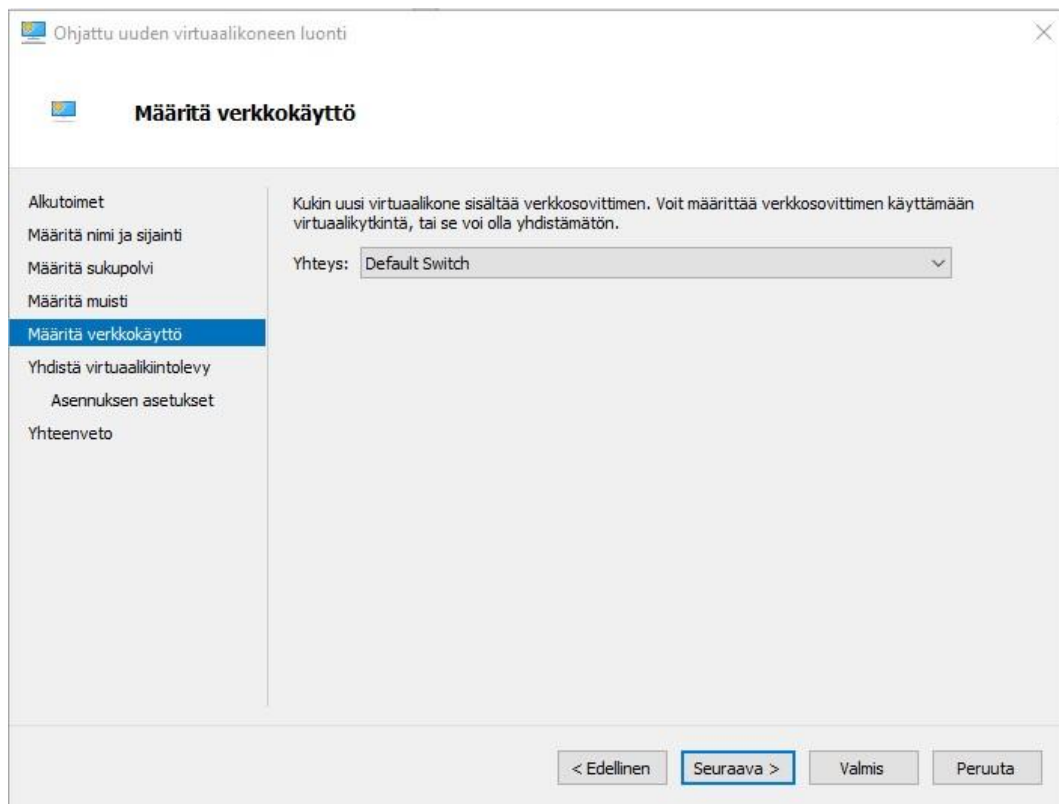 Ohjattu uuden virtuaalikoneen luonti
Määritä verkkokäyttö
Alkutoimet
Määritä nimi ja sijainti
Määritä sukupolvi
Määritä muisti
Määritä verkkokäyttö
Yhdistä virtuaalikiintolevy
Asennuksen asetukset
Yhteenveto
Kukin uusi virtuaalikone sisältää verkkosovittimen. Voit määrittää verkkosovittimen käyttämään
virtuaalikytkintä, tai se voi olla yhdistämätön.
Yhteys: Default Switch
< Edellinen Seuraava > Valmis Peruuta